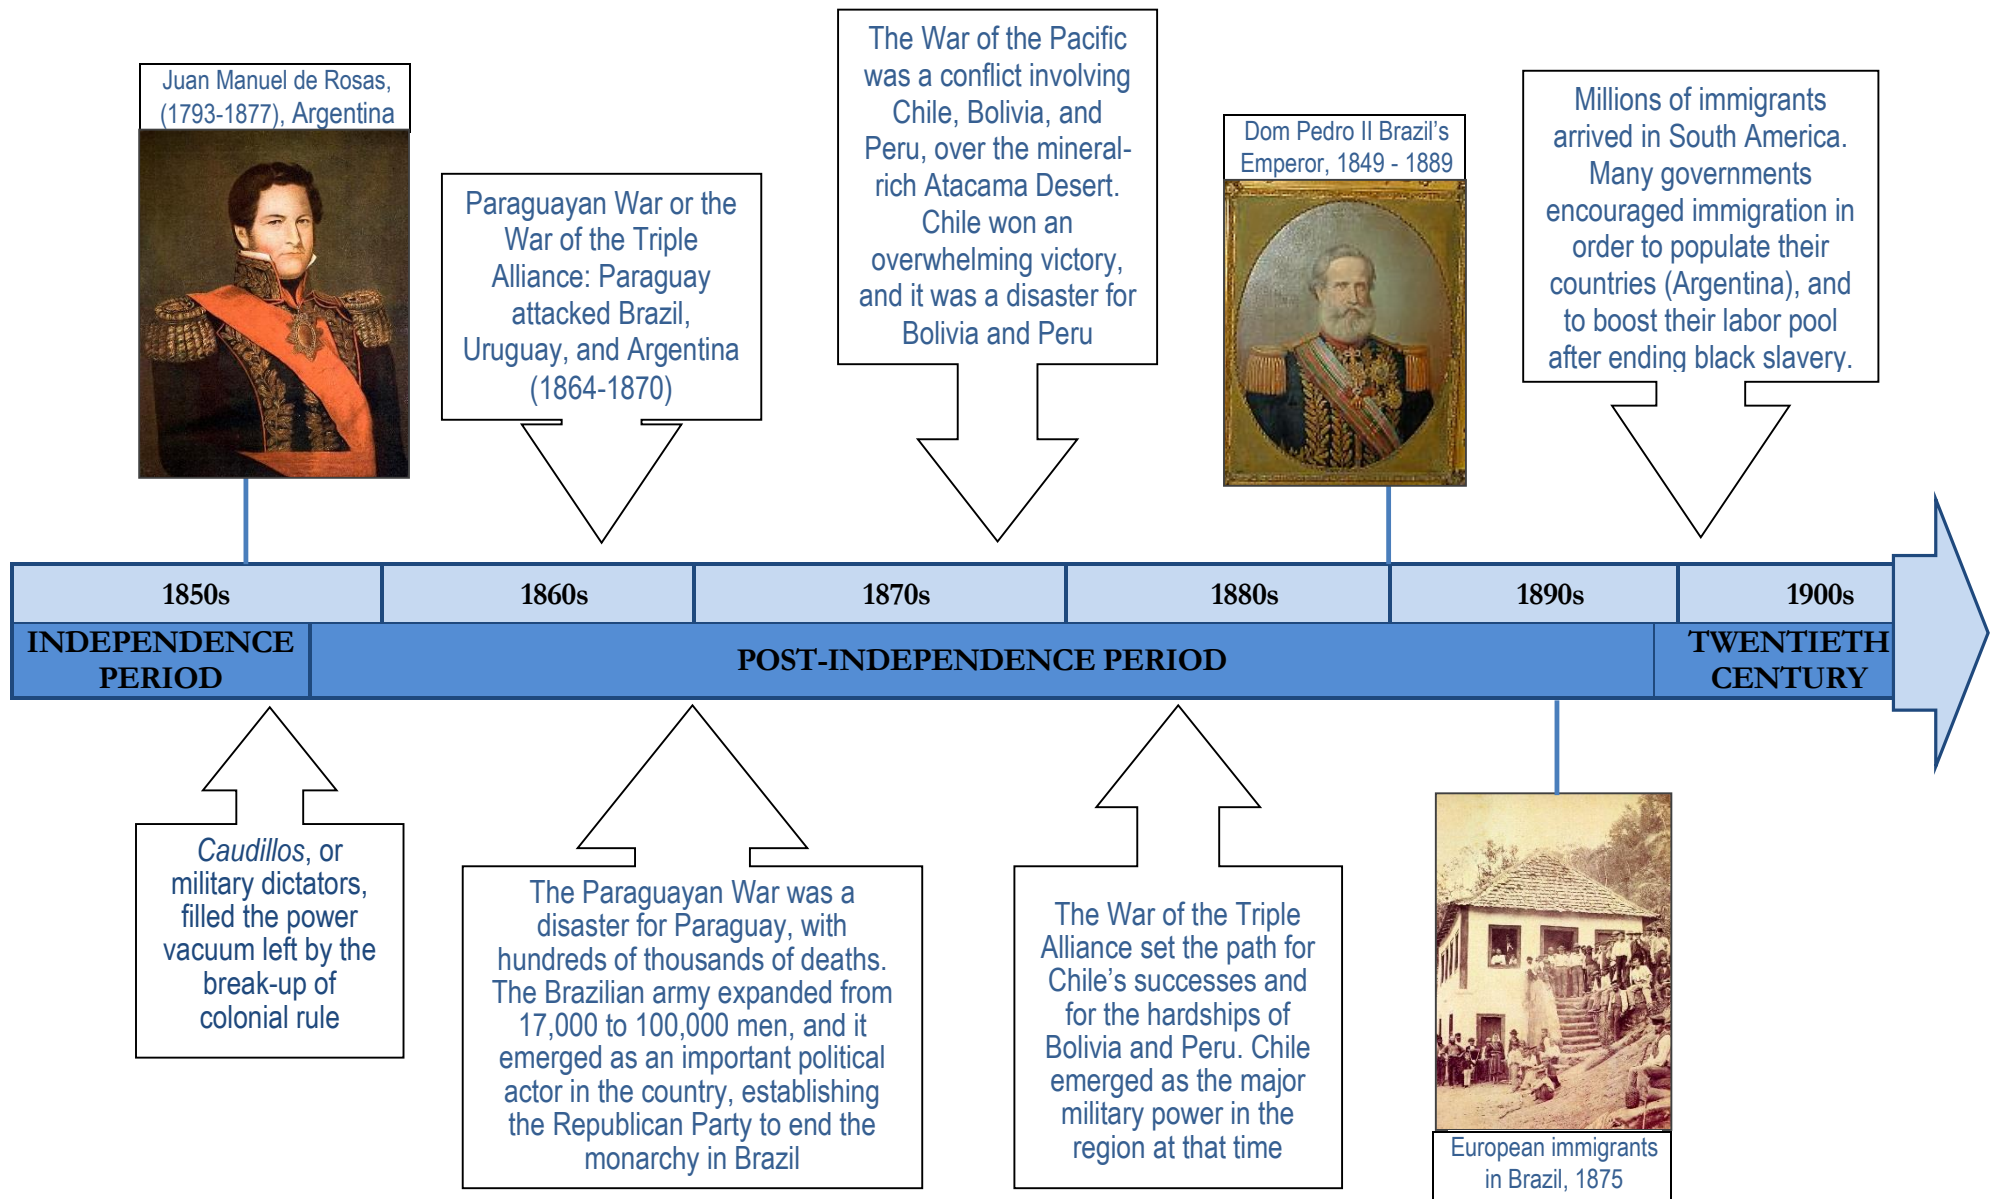 Juan Manuel de Rosas,
(1793-1877), Argentina
Paraguayan War or the
War of the Triple
Alliance: Paraguay
attacked Brazil,
Uruguay, and Argentina
(1864-1870)
The War of the Pacific
was a conflict involving
Chile, Bolivia, and
Peru, over the mineral-
rich Atacama Desert.
Chile won an
overwhelming victory,
and it was a disaster for
Bolivia and Peru
Dom Pedro II Brazil's
Emperor, 1849 - 1889
Millions of immigrants
arrived in South America.
Many governments
encouraged immigration in
order to populate their
countries (Argentina), and
to boost their labor pool
after ending black slavery.
1850s
1860s
1870s
1880s
1890s
1900s
INDEPENDENCE
PERIOD
POST-INDEPENDENCE PERIOD
TWENTIETH
CENTURY
Caudillos, or
military dictators,
filled the power
vacuum left by the
break-up of
colonial rule
The Paraguayan War was a
disaster for Paraguay, with
hundreds of thousands of deaths.
The Brazilian army expanded from
17,000 to 100,000 men, and it
emerged as an important political
actor in the country, establishing
the Republican Party to end the
monarchy in Brazil
The War of the Triple
Alliance set the path for
Chile's successes and
for the hardships of
Bolivia and Peru. Chile
emerged as the major
military power in the
region at that time
European immigrants
in Brazil, 1875